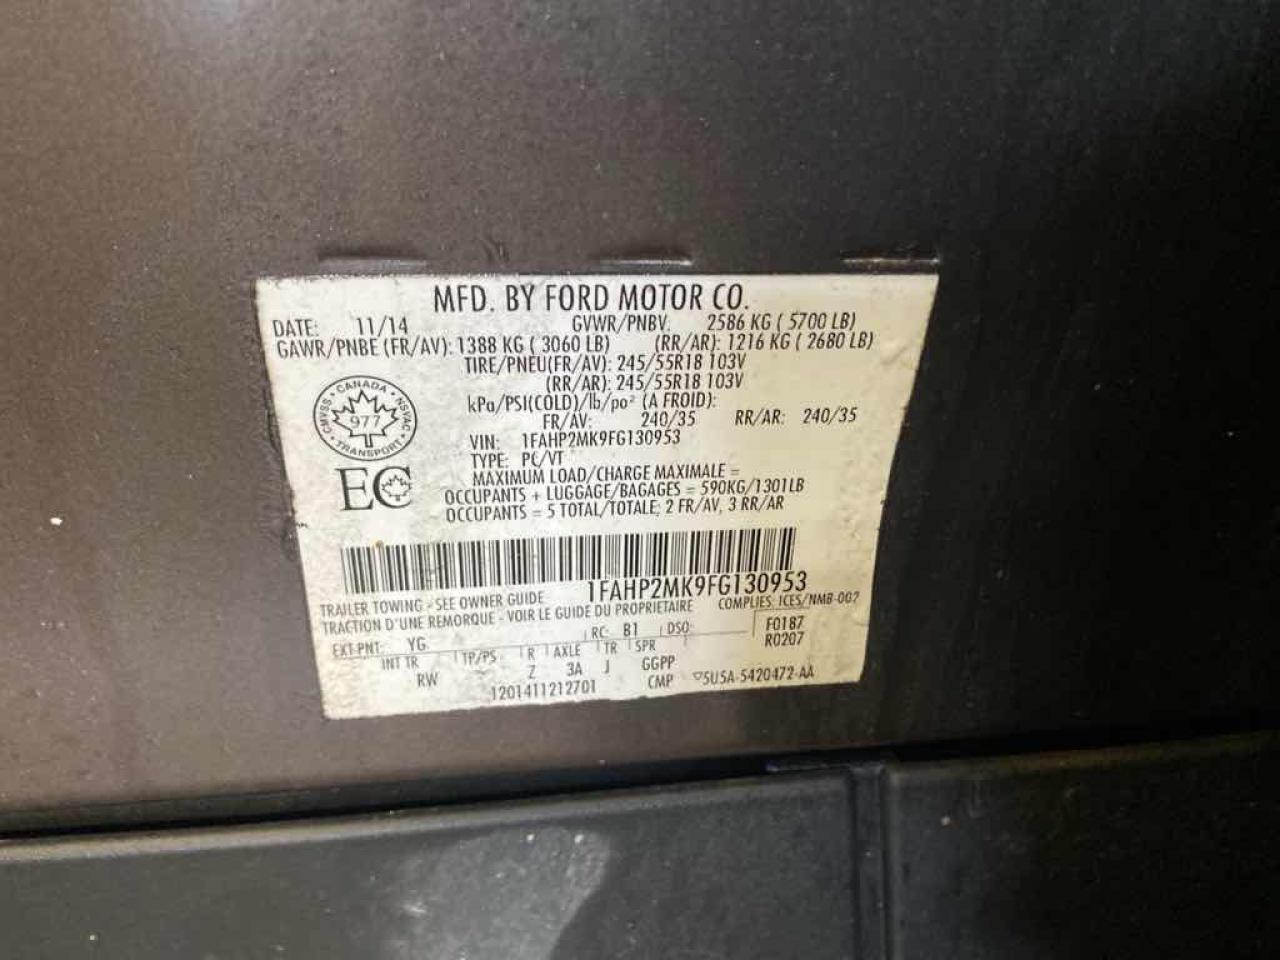 MFD. BY FORD MOTOR CO.
DATE: 11/14 GVWR/PNBV. 2586 KG ( 5700 LB)
GAWR/PNBE (FR/AV): 1388 KG ( 3060 LB) (RR/AR): 1216 KG ( 2680 LB)
TIRE/PNEU(FR/AV): 245/55R18 103V
(RR/AR): 245/55R18 103V
kPa/PSI(COLD)/lb/po² (A FROID):
FR/AV: 240/35 RR/AR: 240/35
CANADA
CMVSS NSVAC
977
TRANSPORT
VIN: 1FAHP2MK9FG130953
TYPE: PC/VT
EC
MAXIMUM LOAD/CHARGE MAXIMALE =
OCCUPANTS + LUGGAGE/BAGAGES = 590KG/1301LB
OCCUPANTS = 5 TOTAL/TOTALE; 2 FR/AV, 3 RR/AR
1FAHP2MK9FG130953
TRAILER TOWING - SEE OWNER GUIDE COMPLIES: ICES/NMB-002
TRACTION D'UNE REMORQUE - VOIR LE GUIDE DU PROPRIETAIRE
EXT PNT: YG RC: B1 DSO: F0187
R0207
INT TR TP/PS R AXLE TR SPR
RW Z 3A J GGPP
1201411212701 CMP ▽5U5A-5420472-AA